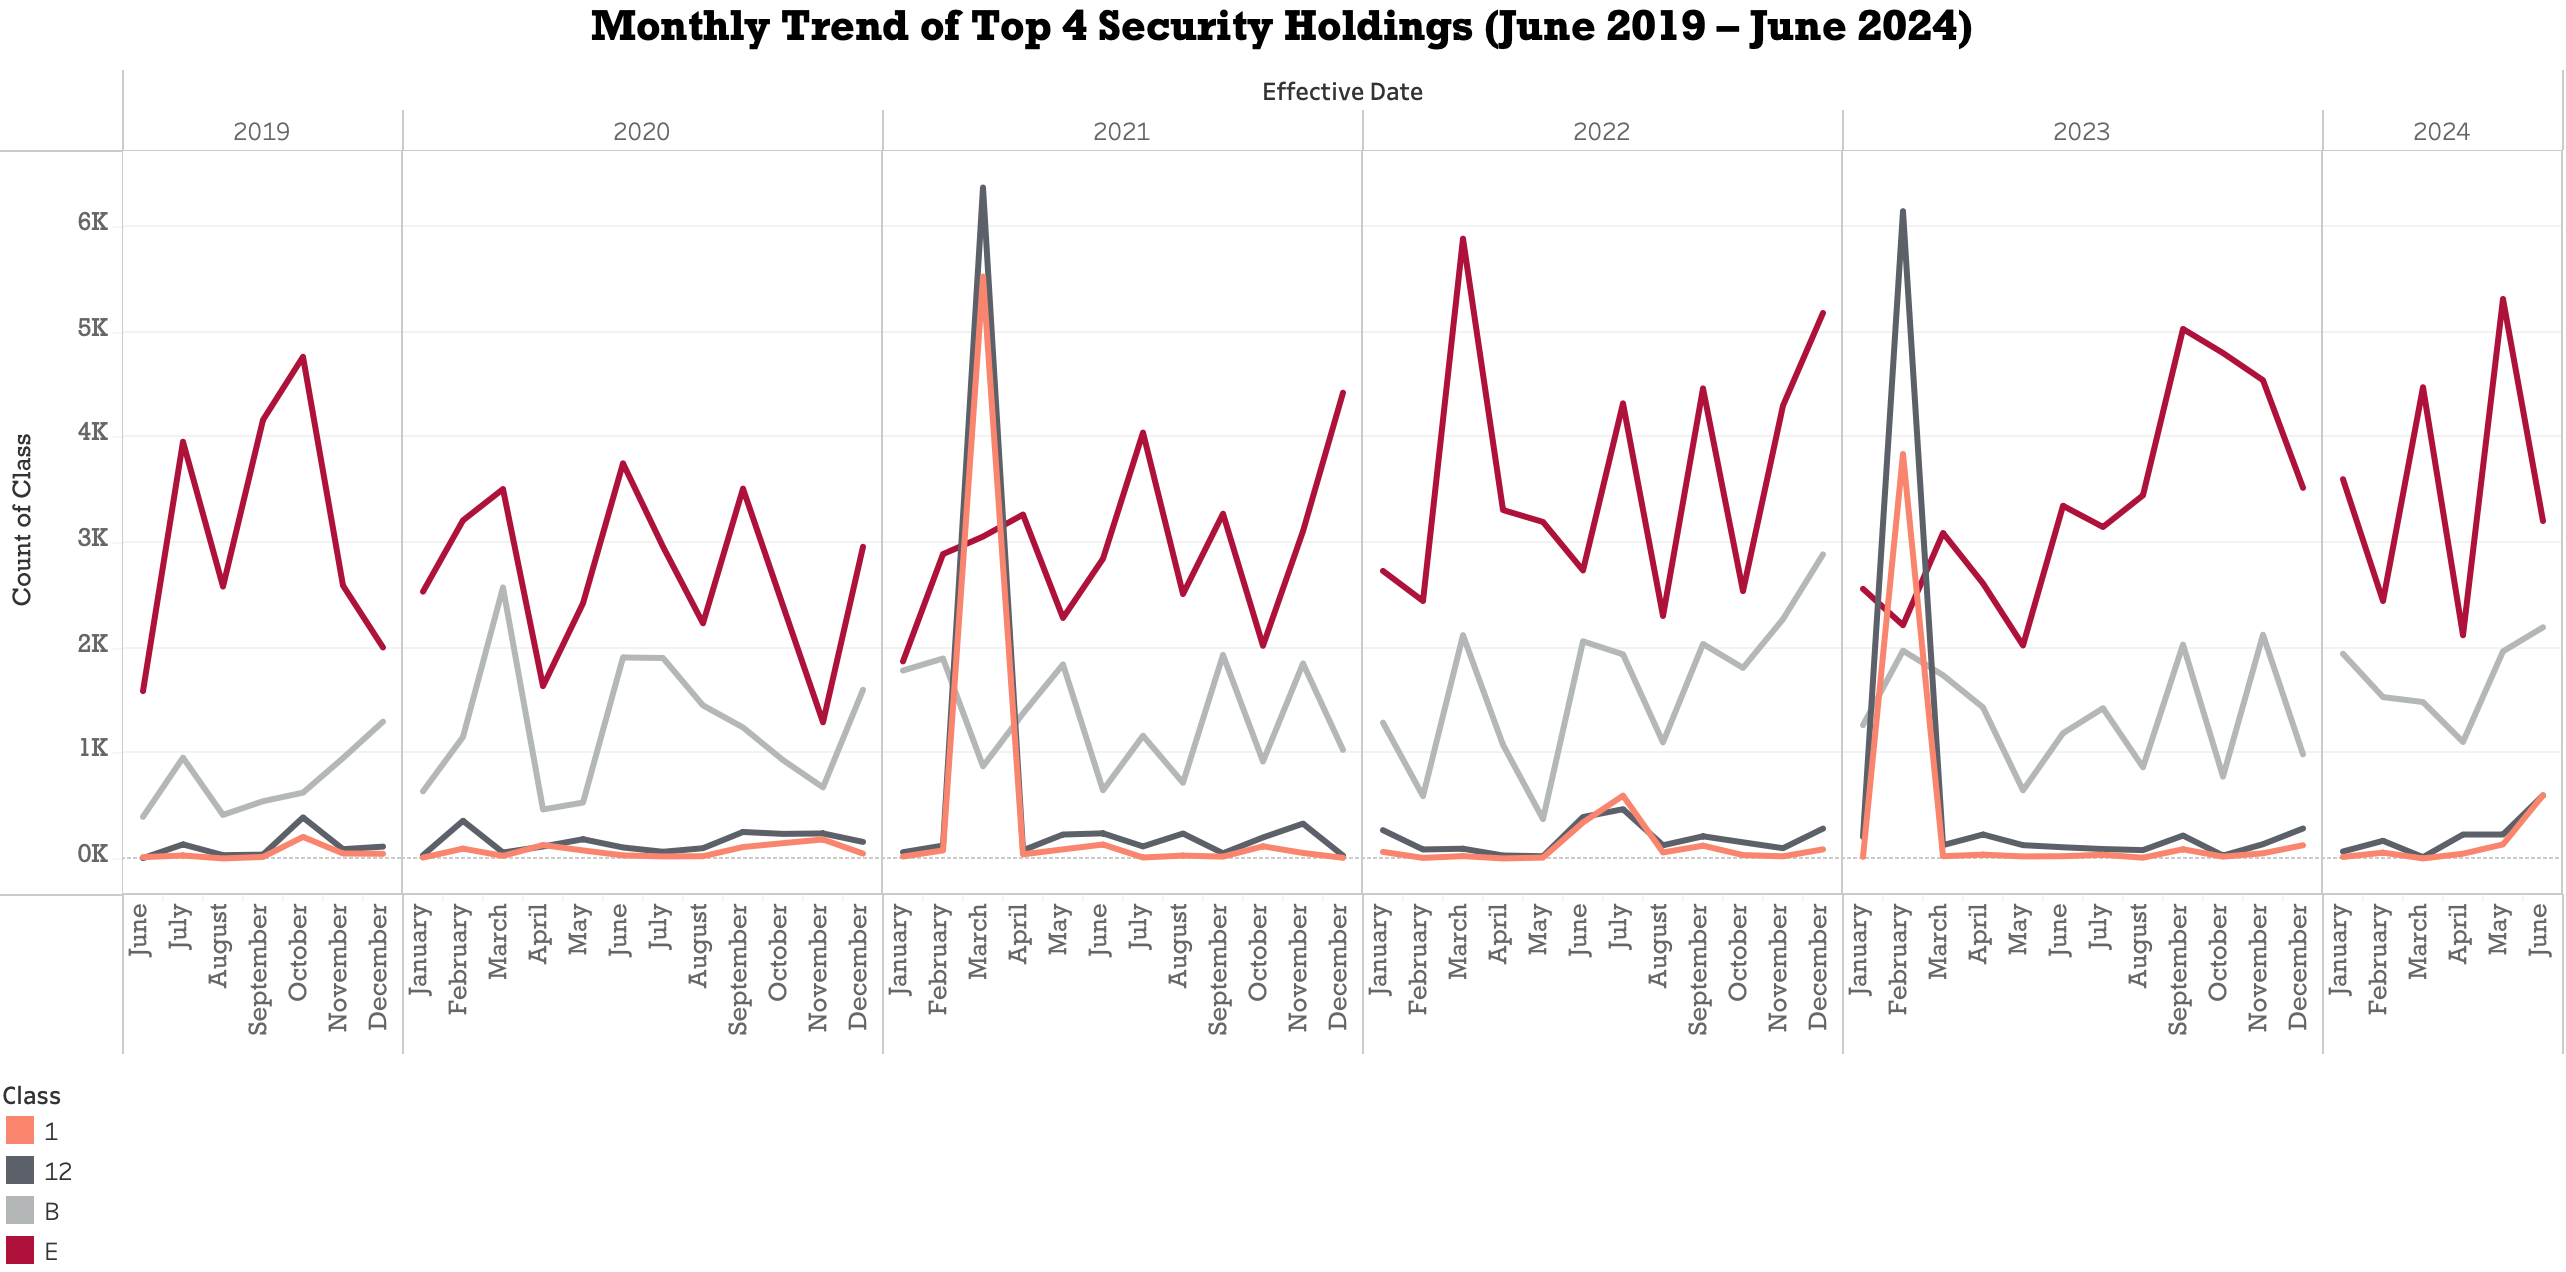 Monthly Trend of Top 4 Security Holdings (June 2019 – June 2024)
Effective Date
2019 2020 2021 2022 2023 2024
Count of Class
6K
5K
4K
3K
2K
1K
0K
June July August September October November December January February March April May June July August September October November December January February March April May June July August September October November December January February March April May June July August September October November December January February March April May June July August September October November December January February March April May June
Class
1
12
B
E